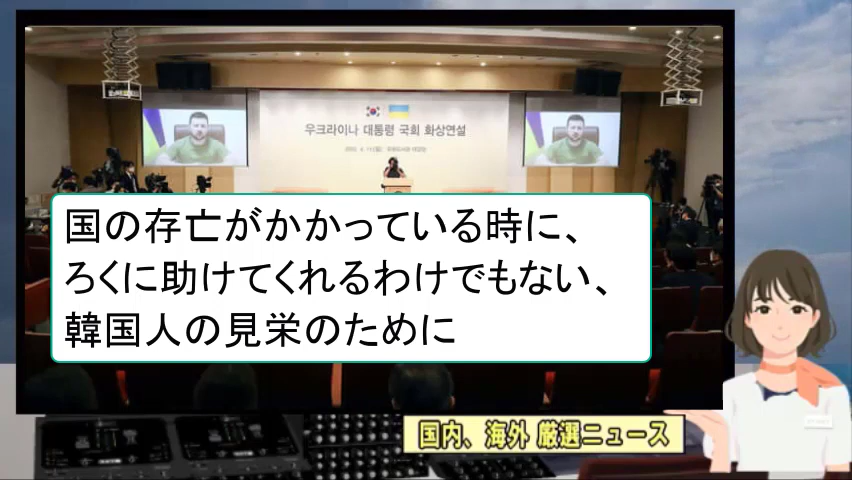 우크라이나 대통령 국회 화상연설
国の存亡がかかっている時に、
ろくに助けてくれるわけでもない、
韓国人の見栄のために
国内、海外 厳選ニュース